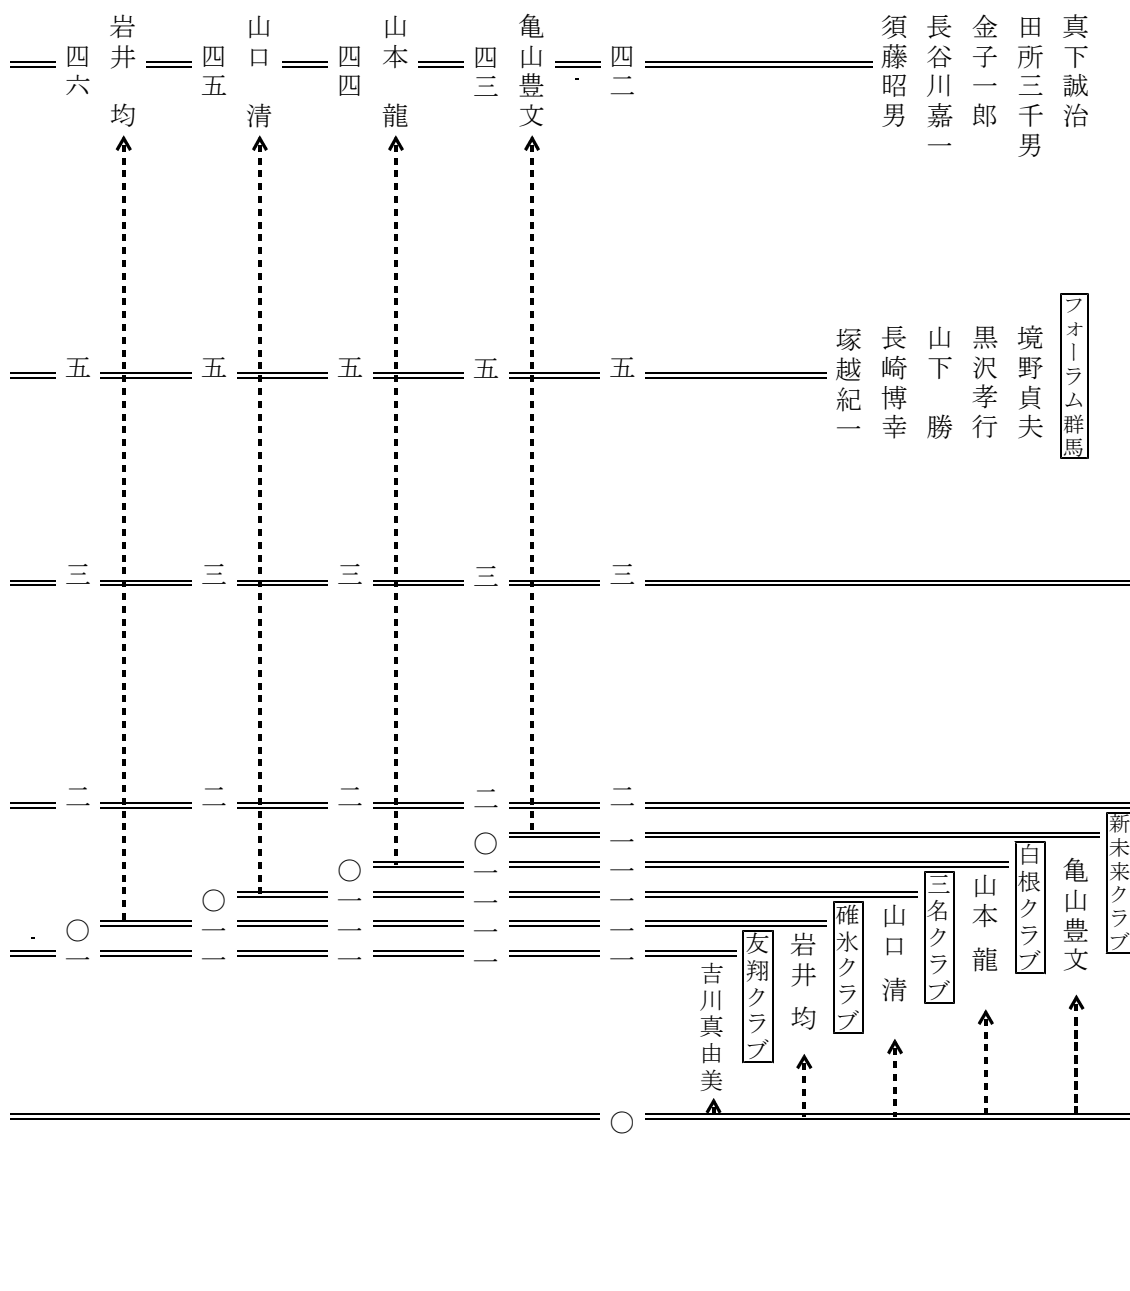 真下誠治
田所三千男
金子一郎
長谷川嘉一
須藤昭男
四二
亀山豊文
四三
山本　龍
四四
山口　清
四五
岩井　均
四六
フォーラム群馬
境野貞夫
黒沢孝行
山下　勝
長崎博幸
塚越紀一
五
五
五
五
五
三
三
三
三
三
二
二
二
二
二
新未来クラブ
亀山豊文
白根クラブ
山本　龍
三名クラブ
山口　清
碓氷クラブ
岩井　均
友翔クラブ
吉川真由美
一
一
一
一
一
〇
一
一
一
一
〇
一
一
一
〇
一
一
〇
一
〇